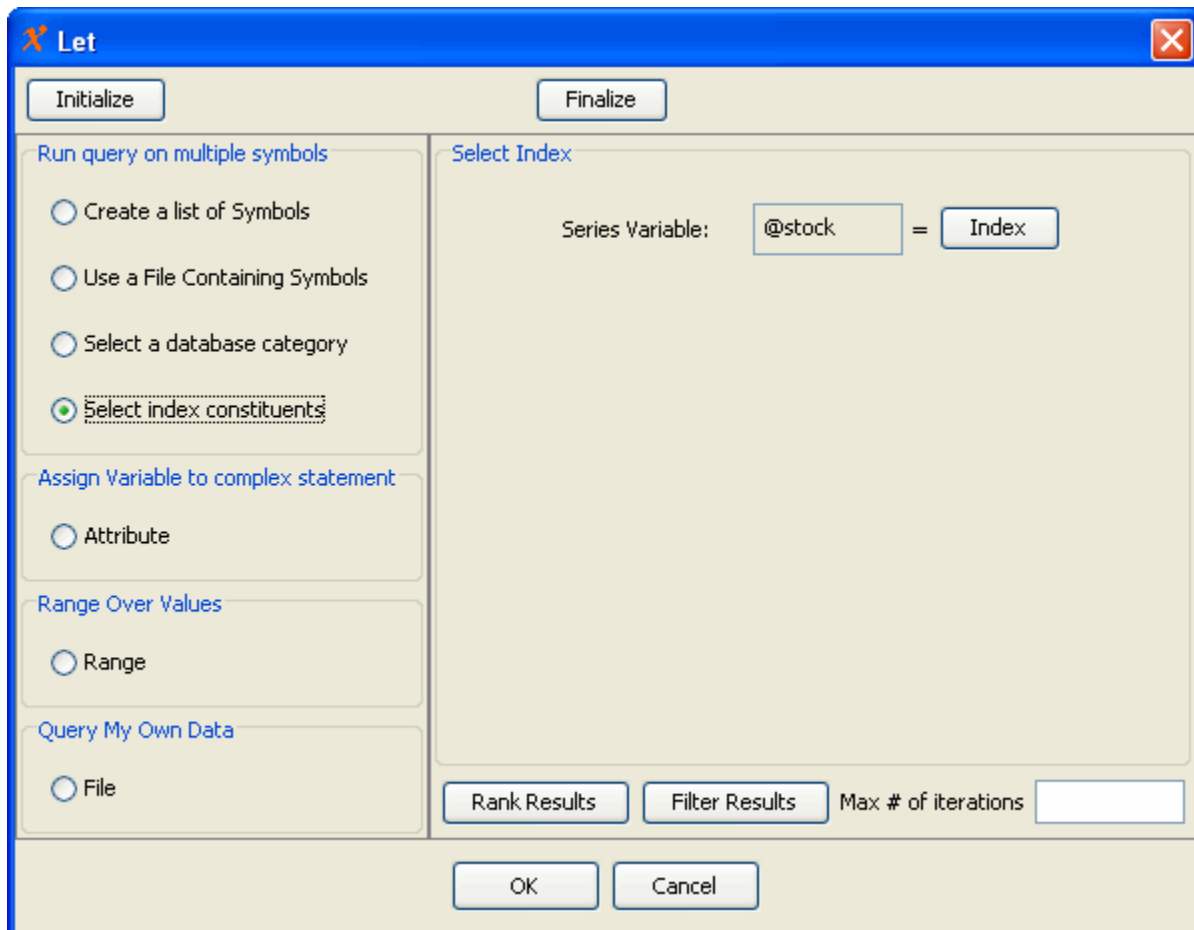 Let
Initialize
Finalize
Run query on multiple symbols
Create a list of Symbols
Use a File Containing Symbols
Select a database category
Select index constituents
Assign Variable to complex statement
Attribute
Range Over Values
Range
Query My Own Data
File
Select Index
Series Variable: @stock = Index
Rank Results Filter Results Max # of iterations
OK Cancel